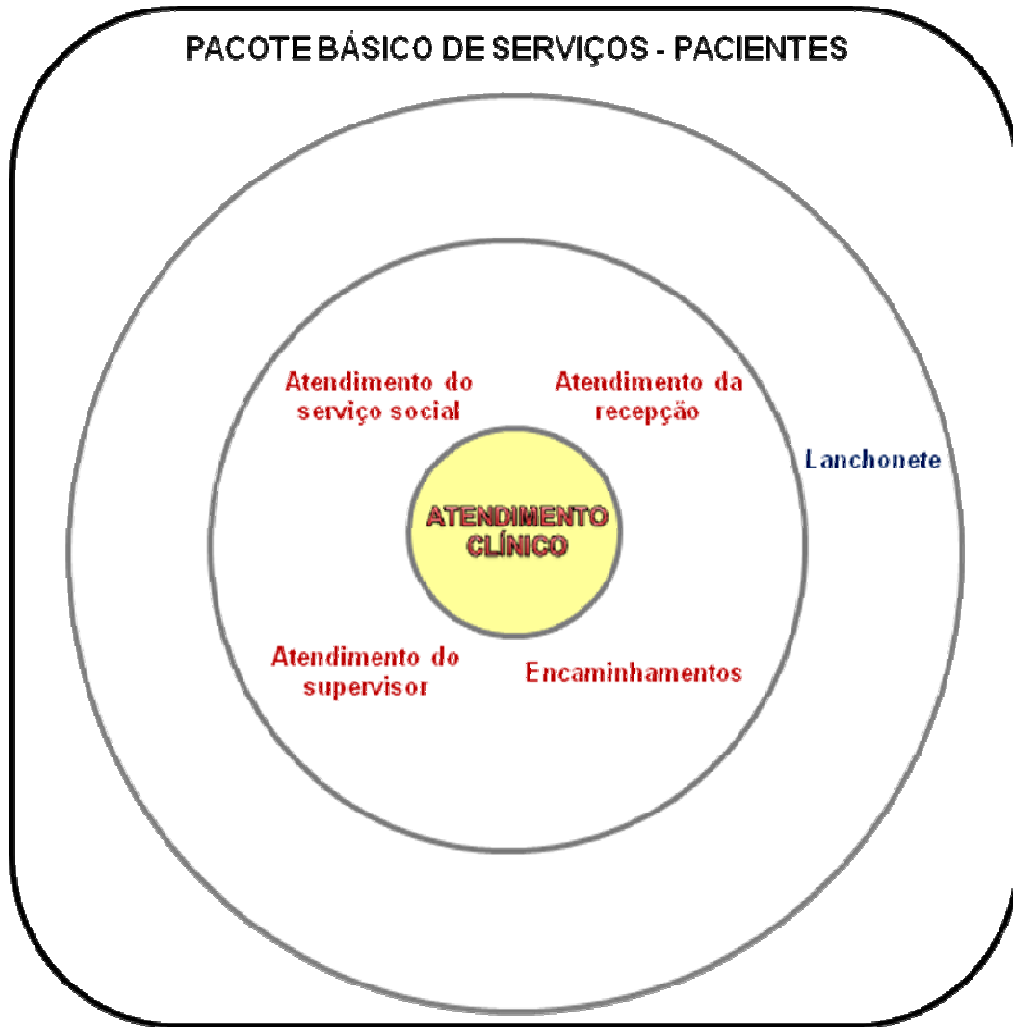 PACOTE BÁSICO DE SERVIÇOS - PACIENTES
Atendimento do
serviço social
Atendimento da
recepção
Lanchonete
ATENDIMENTO
CLÍNICO
Atendimento do
supervisor
Encaminhamentos